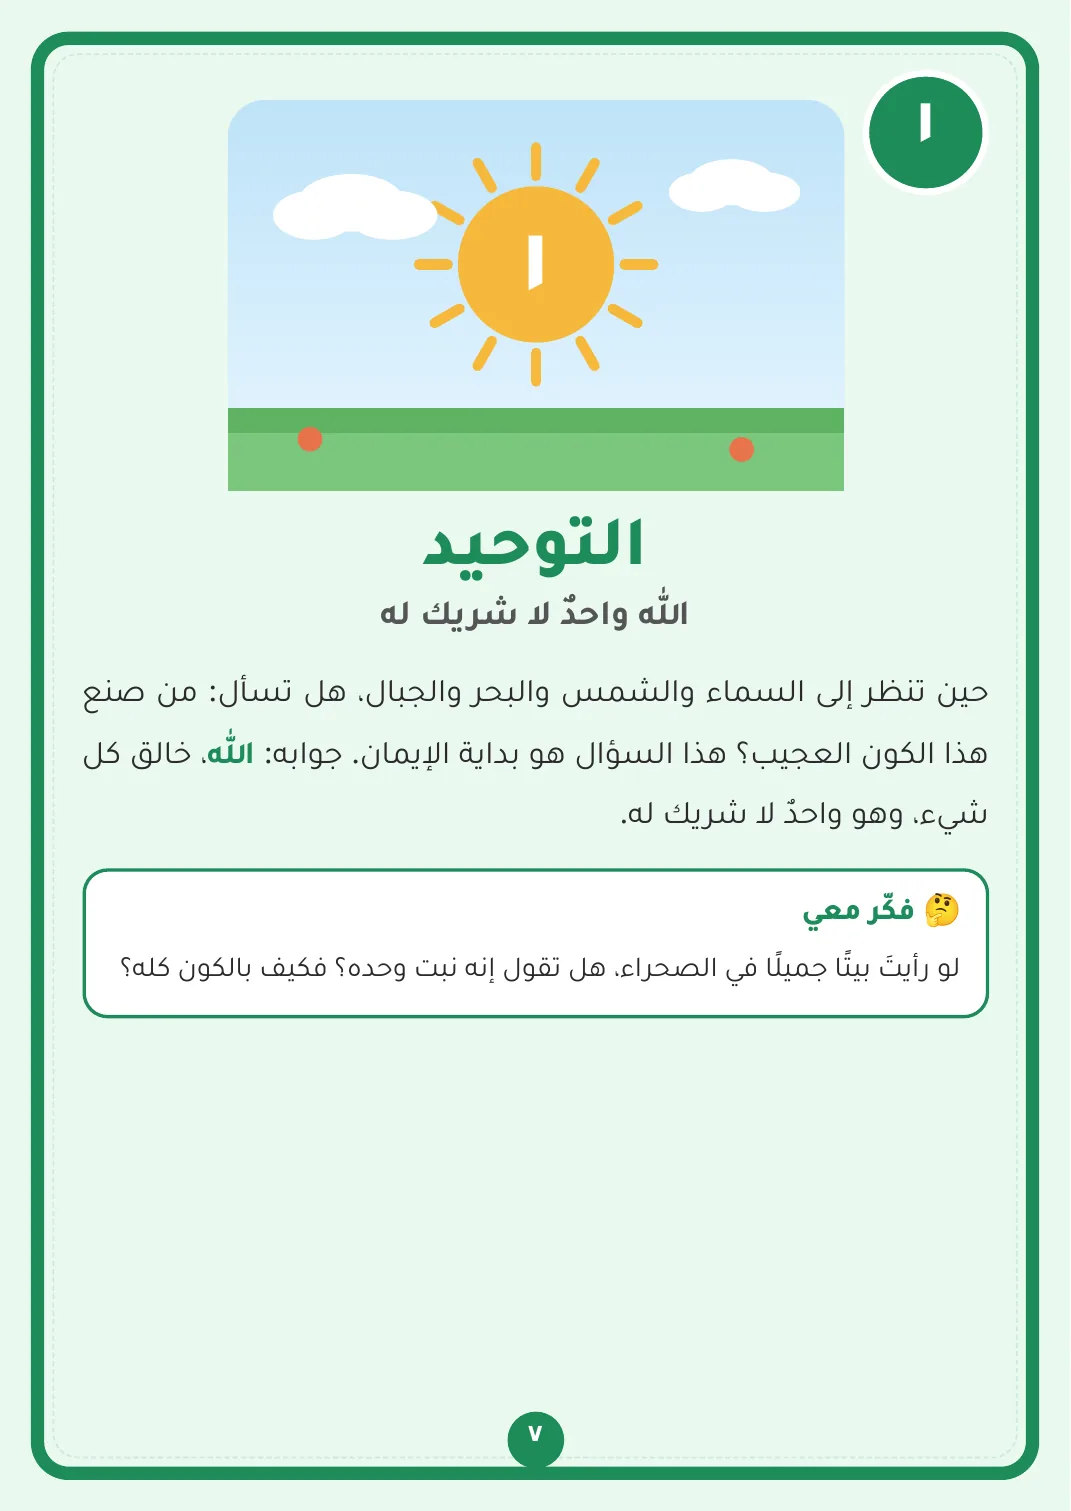 ١
١
التوحيد
الله واحدٌ لا شريك له
حين تنظر إلى السماء والشمس والبحر والجبال، هل تسأل: من صنع
هذا الكون العجيب؟ هذا السؤال هو بداية الإيمان. جوابه: الله، خالق كل
شيء، وهو واحدٌ لا شريك له.
🤔 فكّر معي
لو رأيتَ بيتًا جميلًا في الصحراء، هل تقول إنه نبت وحده؟ فكيف بالكون كله؟
٧